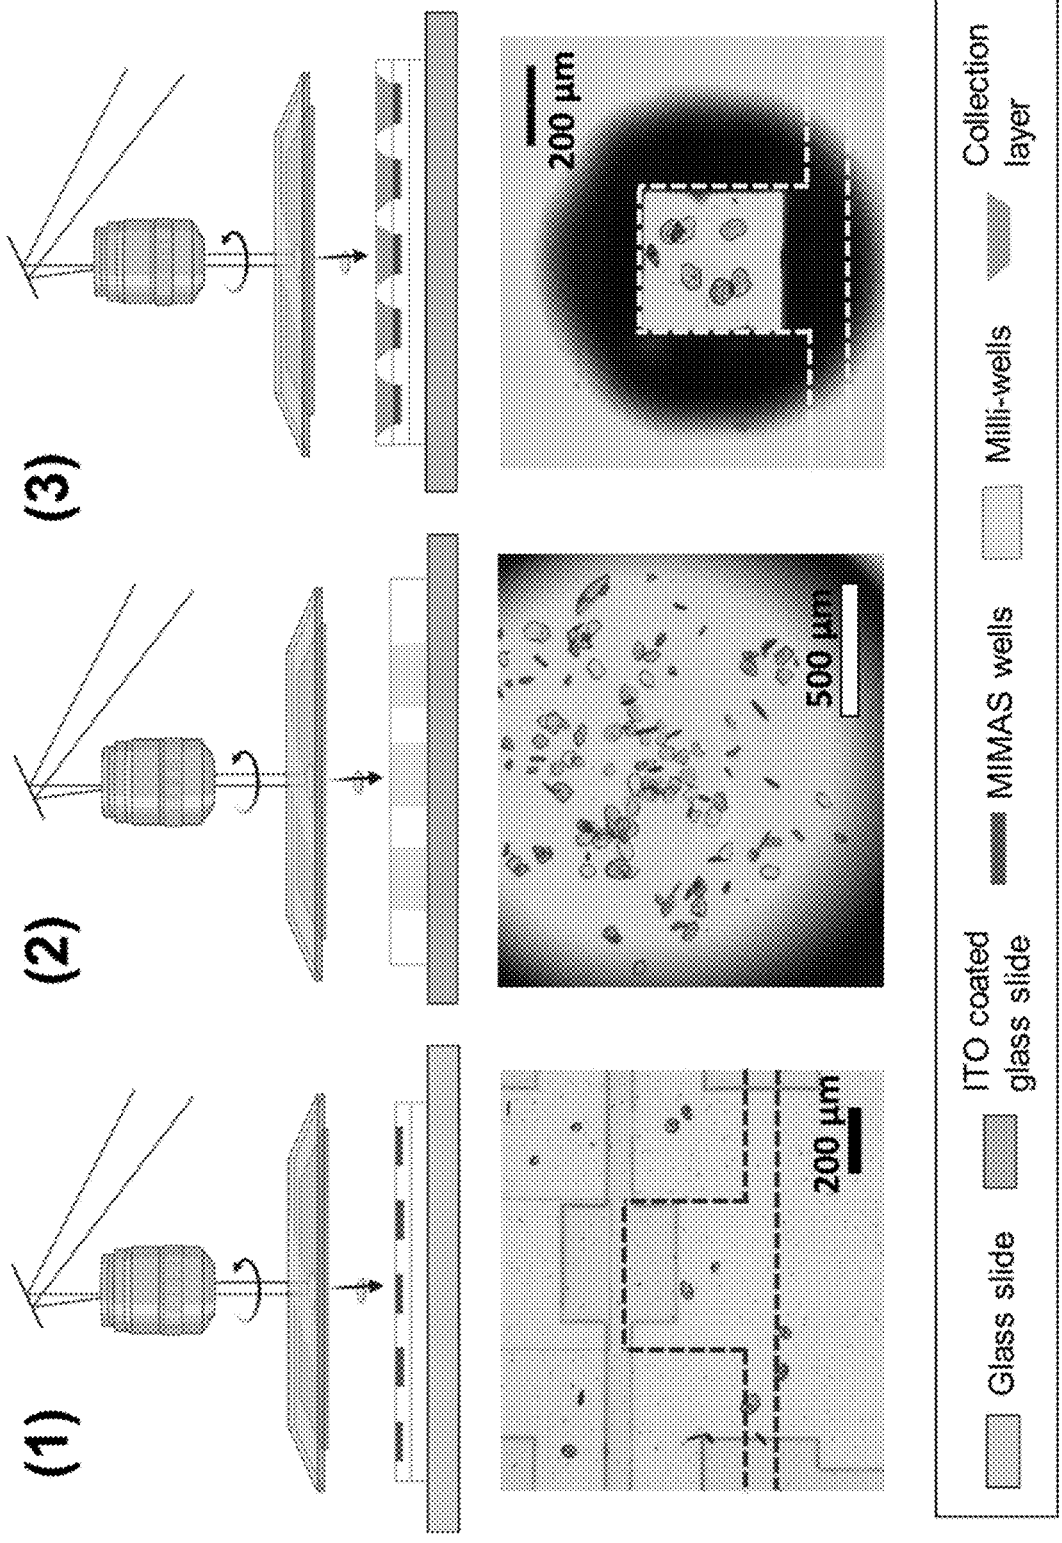 (1)
(2)
(3)
200 μm
500 μm
200 μm
Glass slide
ITO coated
glass slide
MIMAS wells
Milli-wells
Collection
layer